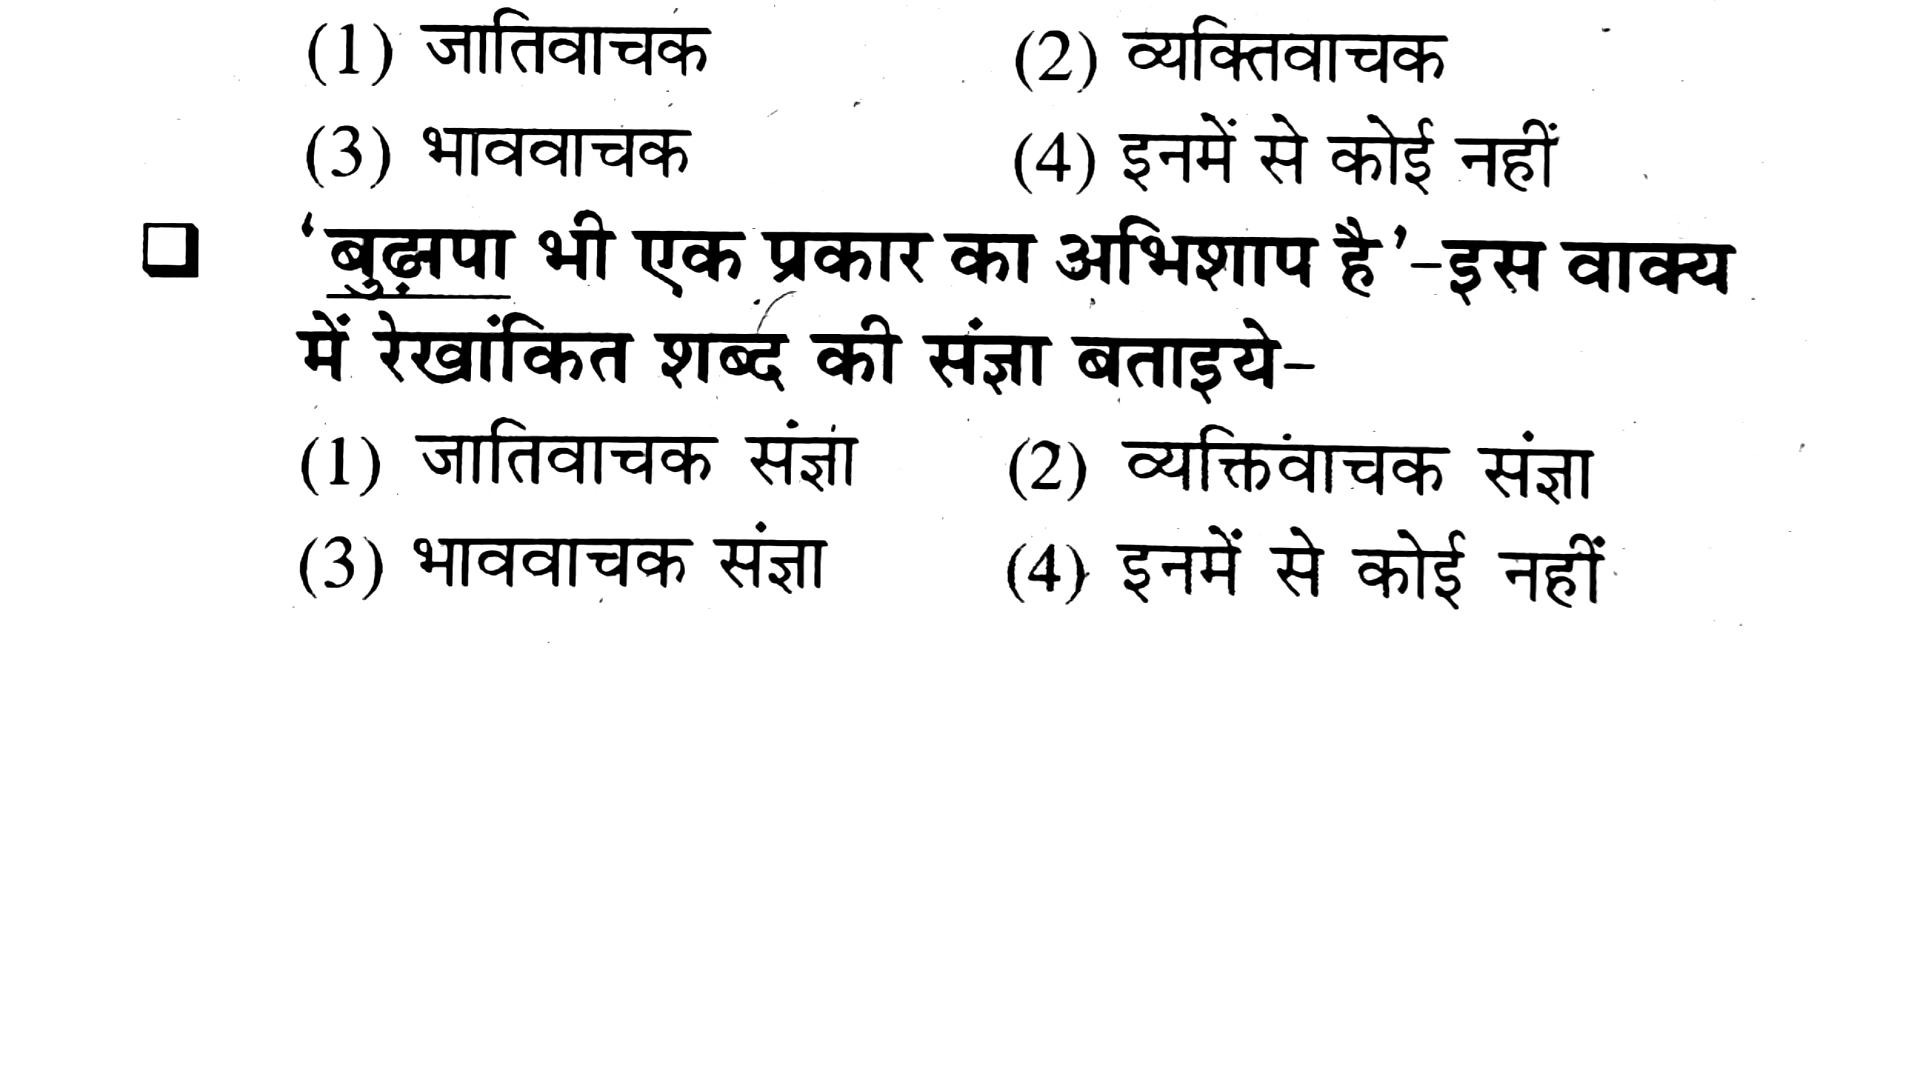 (1) जातिवाचक (2) व्यक्तिवाचक
(3) भाववाचक (4) इनमें से कोई नहीं
❑ ‘बुढ़ापा भी एक प्रकार का अभिशाप है’-इस वाक्य
में रेखांकित शब्द की संज्ञा बताइये-
(1) जातिवाचक संज्ञा (2) व्यक्तिवाचक संज्ञा
(3) भाववाचक संज्ञा (4) इनमें से कोई नहीं